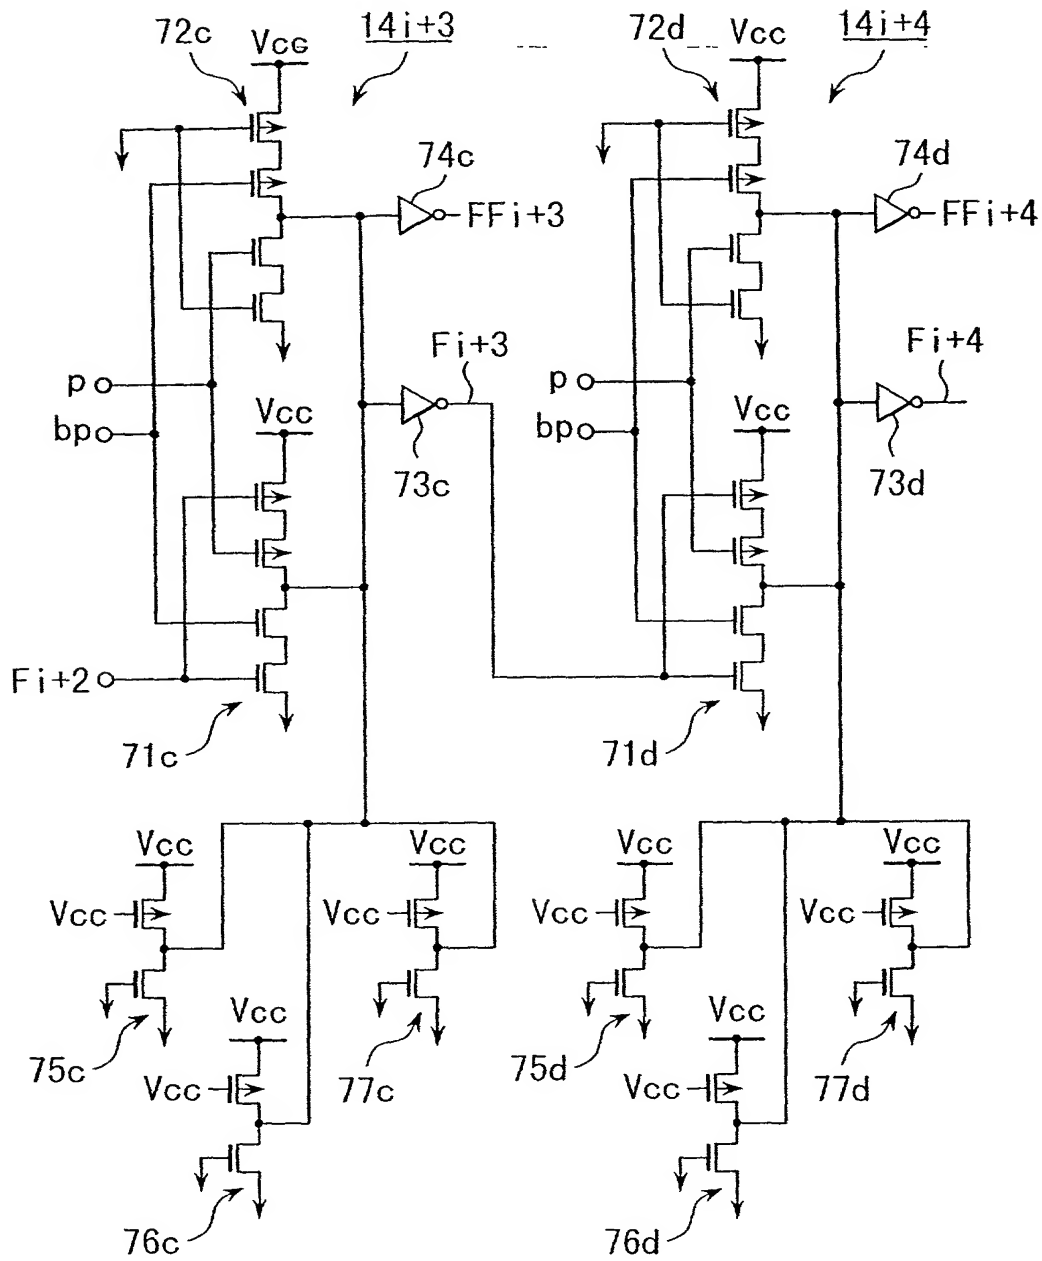 72c 14i+3 72d 14i+4
Vcc Vcc
74c 74d
FFi+3 FFi+4
Fi+3 Fi+4
p p
Vcc Vcc
bp bp
73c 73d
Fi+2
71c 71d
Vcc Vcc Vcc Vcc
Vcc Vcc Vcc Vcc
Vcc Vcc
75c 77c 75d 77d
Vcc Vcc
76c 76d